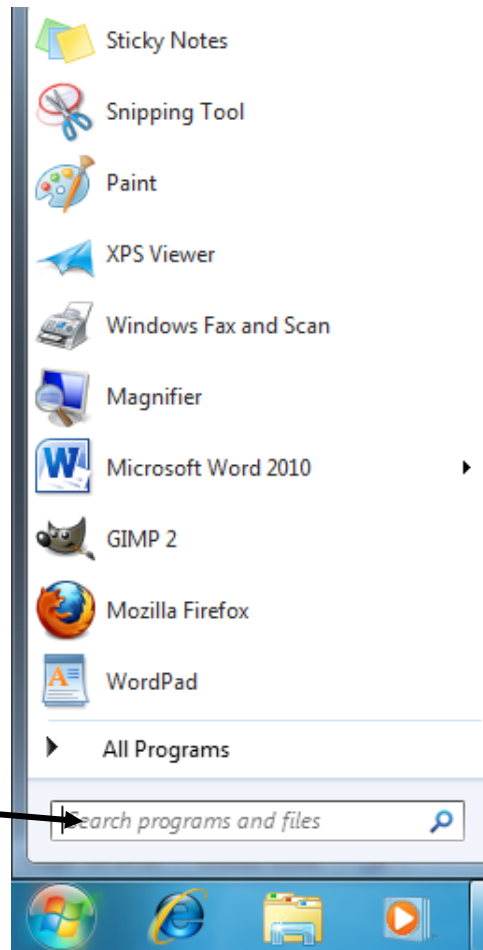 Sticky Notes
Snipping Tool
Paint
XPS Viewer
Windows Fax and Scan
Magnifier
Microsoft Word 2010
GIMP 2
Mozilla Firefox
WordPad
All Programs
Search programs and files